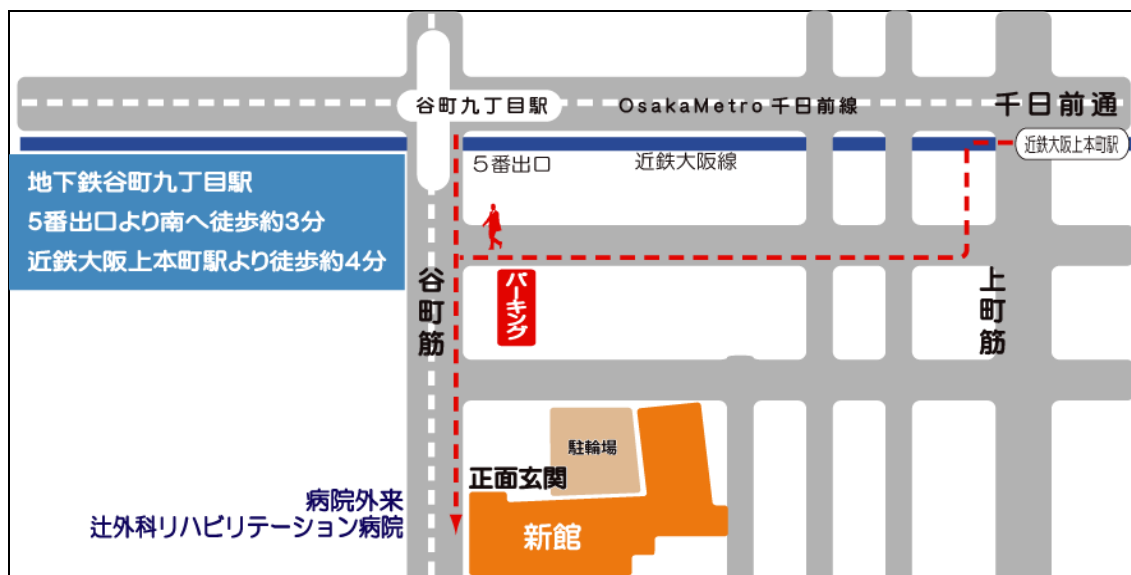 谷町九丁目駅
OsakaMetro 千日前線
千日前通
近鉄大阪上本町駅
5番出口
近鉄大阪線
地下鉄谷町九丁目駅
5番出口より南へ徒歩約3分
近鉄大阪上本町駅より徒歩約4分
谷町筋
パーキング
上町筋
駐輪場
正面玄関
病院外来
辻外科リハビリテーション病院
新館